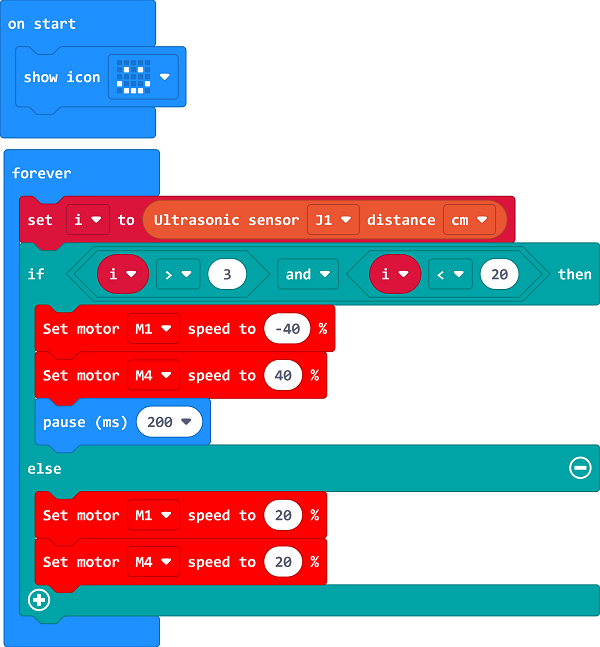 on start
show icon
forever
set i to Ultrasonic sensor J1 distance cm
if i > 3 and i < 20 then
Set motor M1 speed to -40 %
Set motor M4 speed to 40 %
pause (ms) 200
else
Set motor M1 speed to 20 %
Set motor M4 speed to 20 %